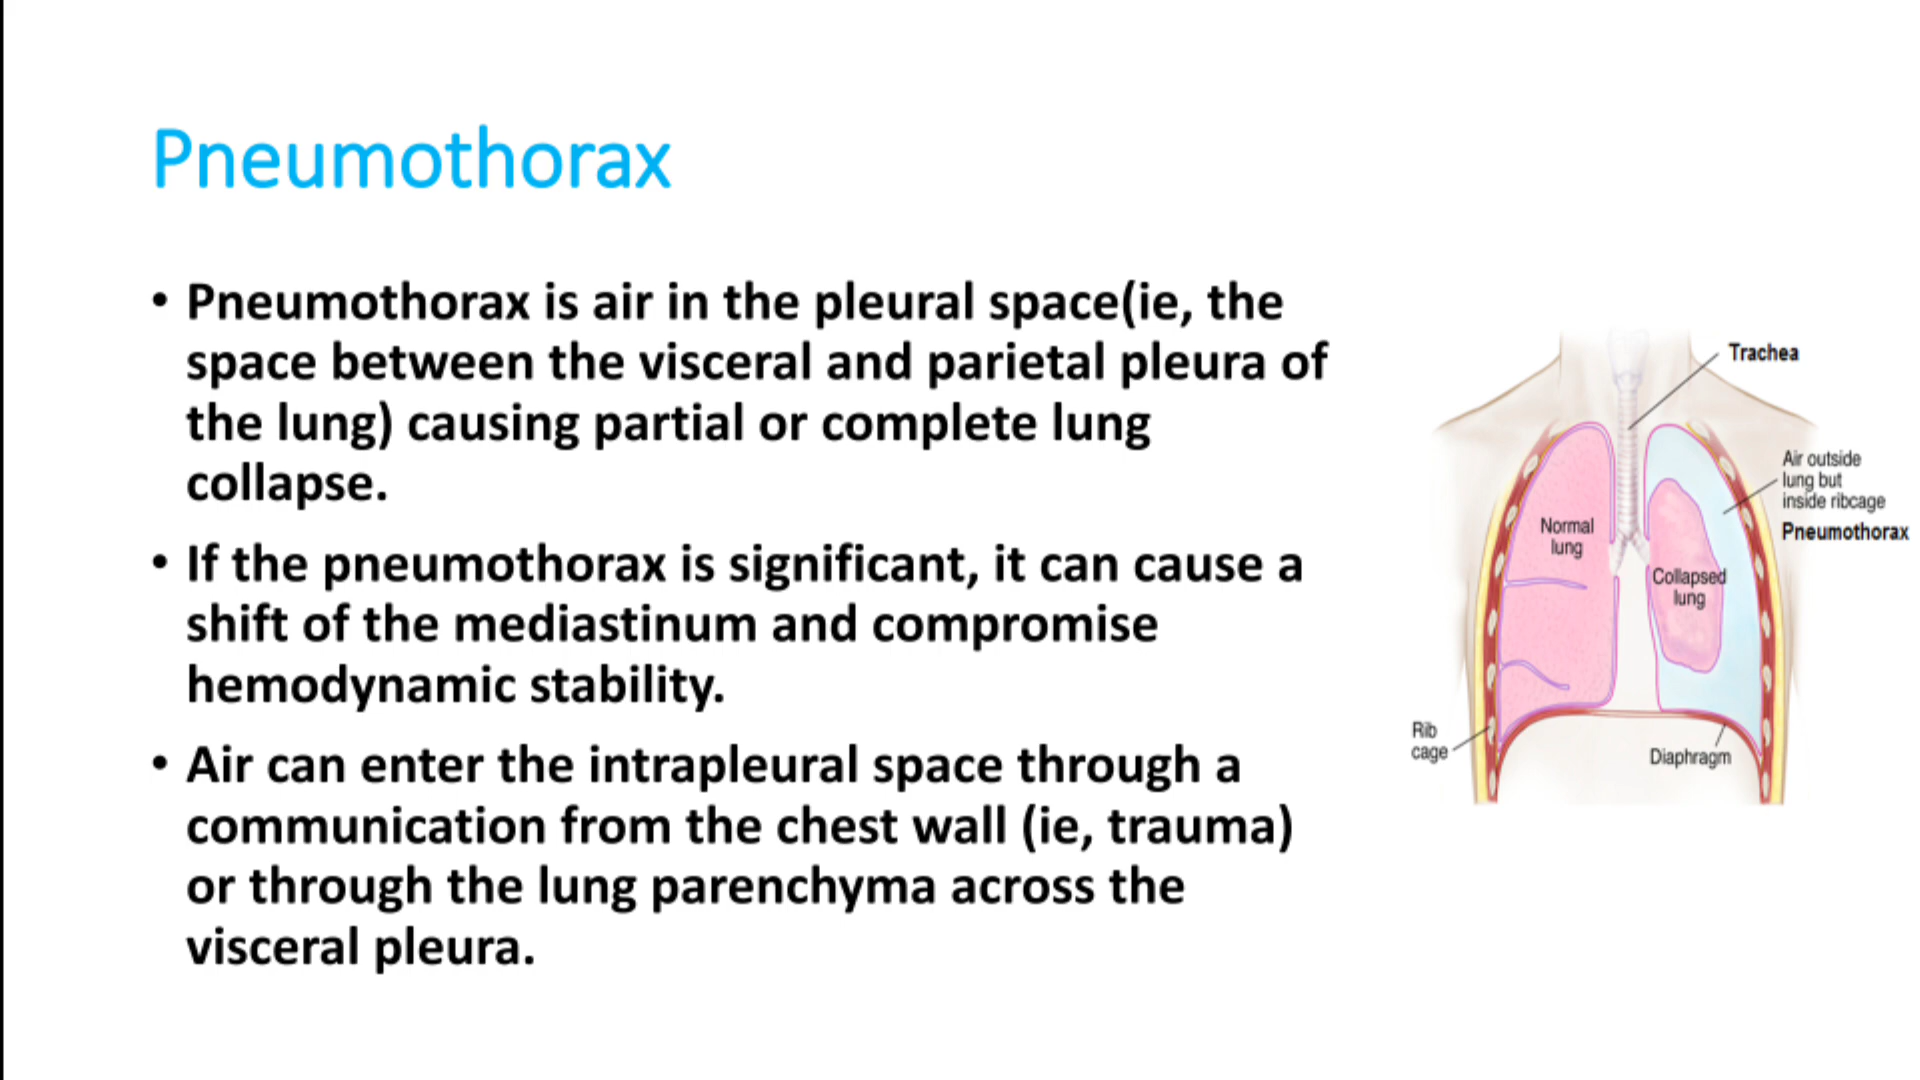 Pneumothorax
• Pneumothorax is air in the pleural space(ie, the
space between the visceral and parietal pleura of
the lung) causing partial or complete lung
collapse.
• If the pneumothorax is significant, it can cause a
shift of the mediastinum and compromise
hemodynamic stability.
• Air can enter the intrapleural space through a
communication from the chest wall (ie, trauma)
or through the lung parenchyma across the
visceral pleura.
Trachea
Air outside
lung but
inside ribcage
Pneumothorax
Normal
lung
Collapsed
lung
Rib
cage
Diaphragm